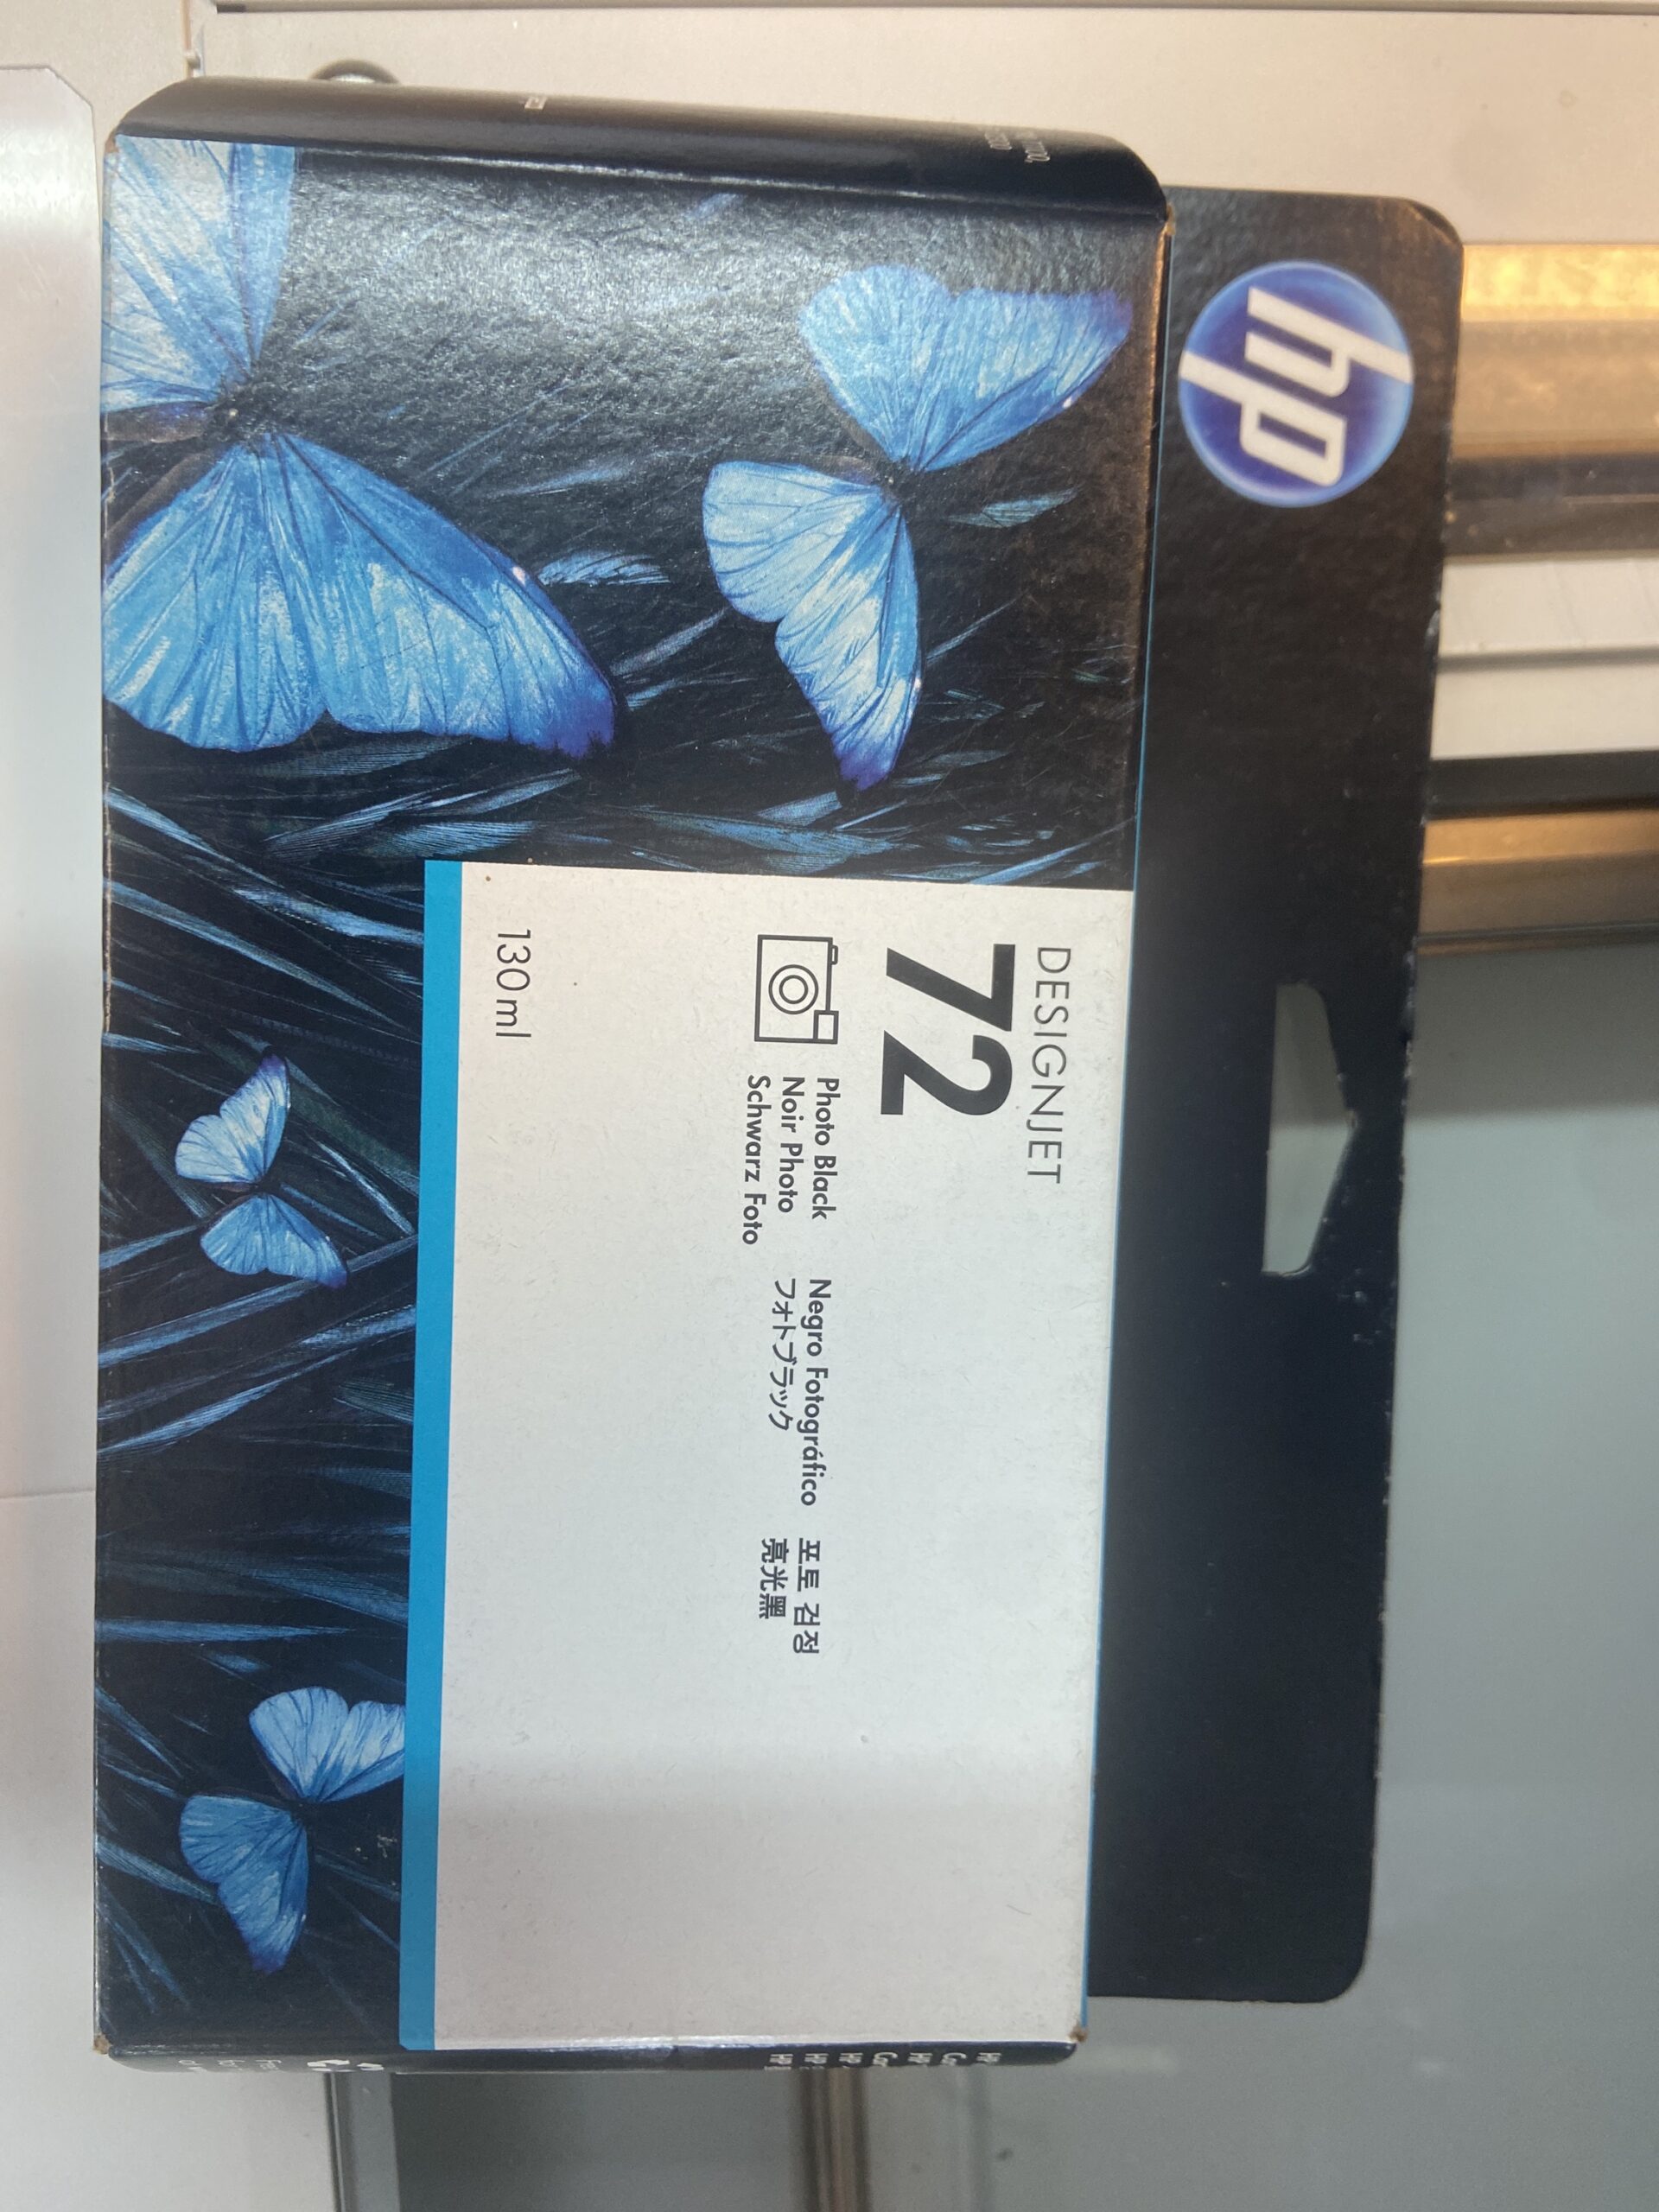 hp
DESIGNJET
72
Photo Black
Noir Photo
Schwarz Foto
Negro Fotográfico
フォトブラック
포토 검정
亮光黑
130 ml